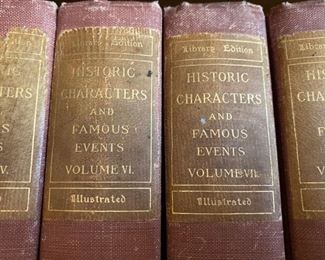 TERS
V.
Library - Edition
HISTORIC
CHARACTERS
AND
FAMOUS
EVENTS
VOLUME VI.
Illustrated
Library - Edition
HISTORIC
CHARACTERS
AND
FAMOUS
EVENTS
VOLUME VII.
Illustrated